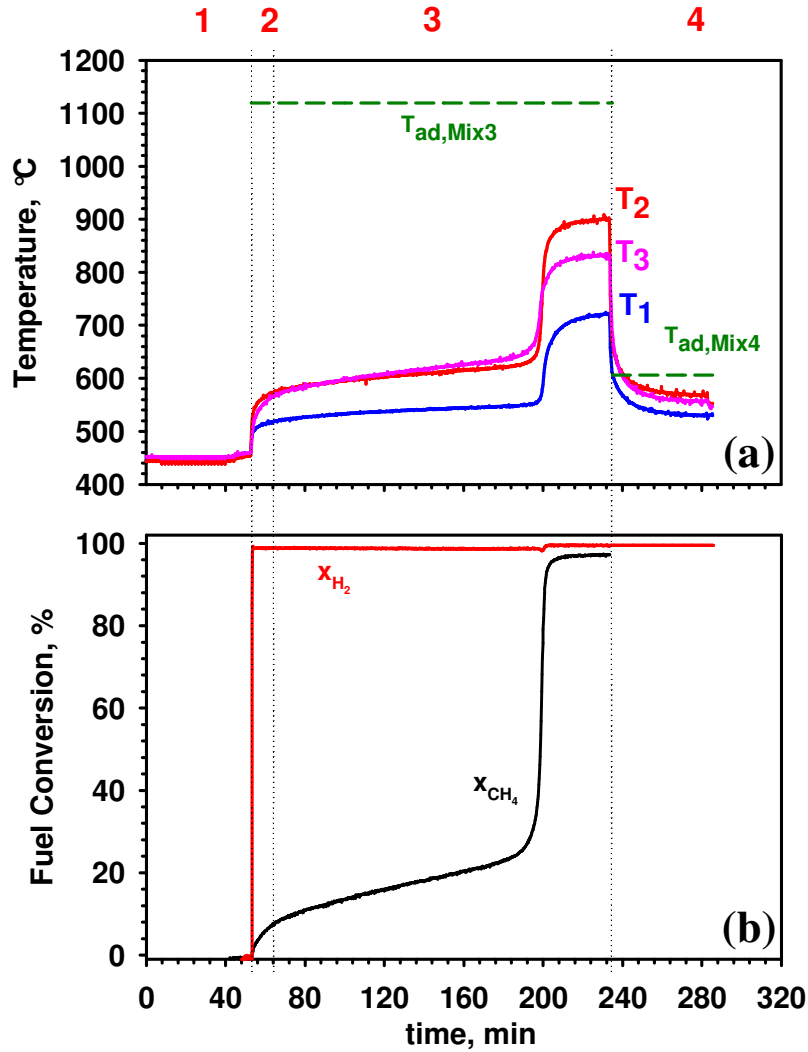 1 2 3 4
1200
1100
1000
900
800
700
600
500
400
Temperature, °C
T_ad,Mix3
T_2
T_3
T_1
T_ad,Mix4
(a)
100
80
60
40
20
0
Fuel Conversion, %
x_H₂
x_CH₄
(b)
0 40 80 120 160 200 240 280 320
time, min